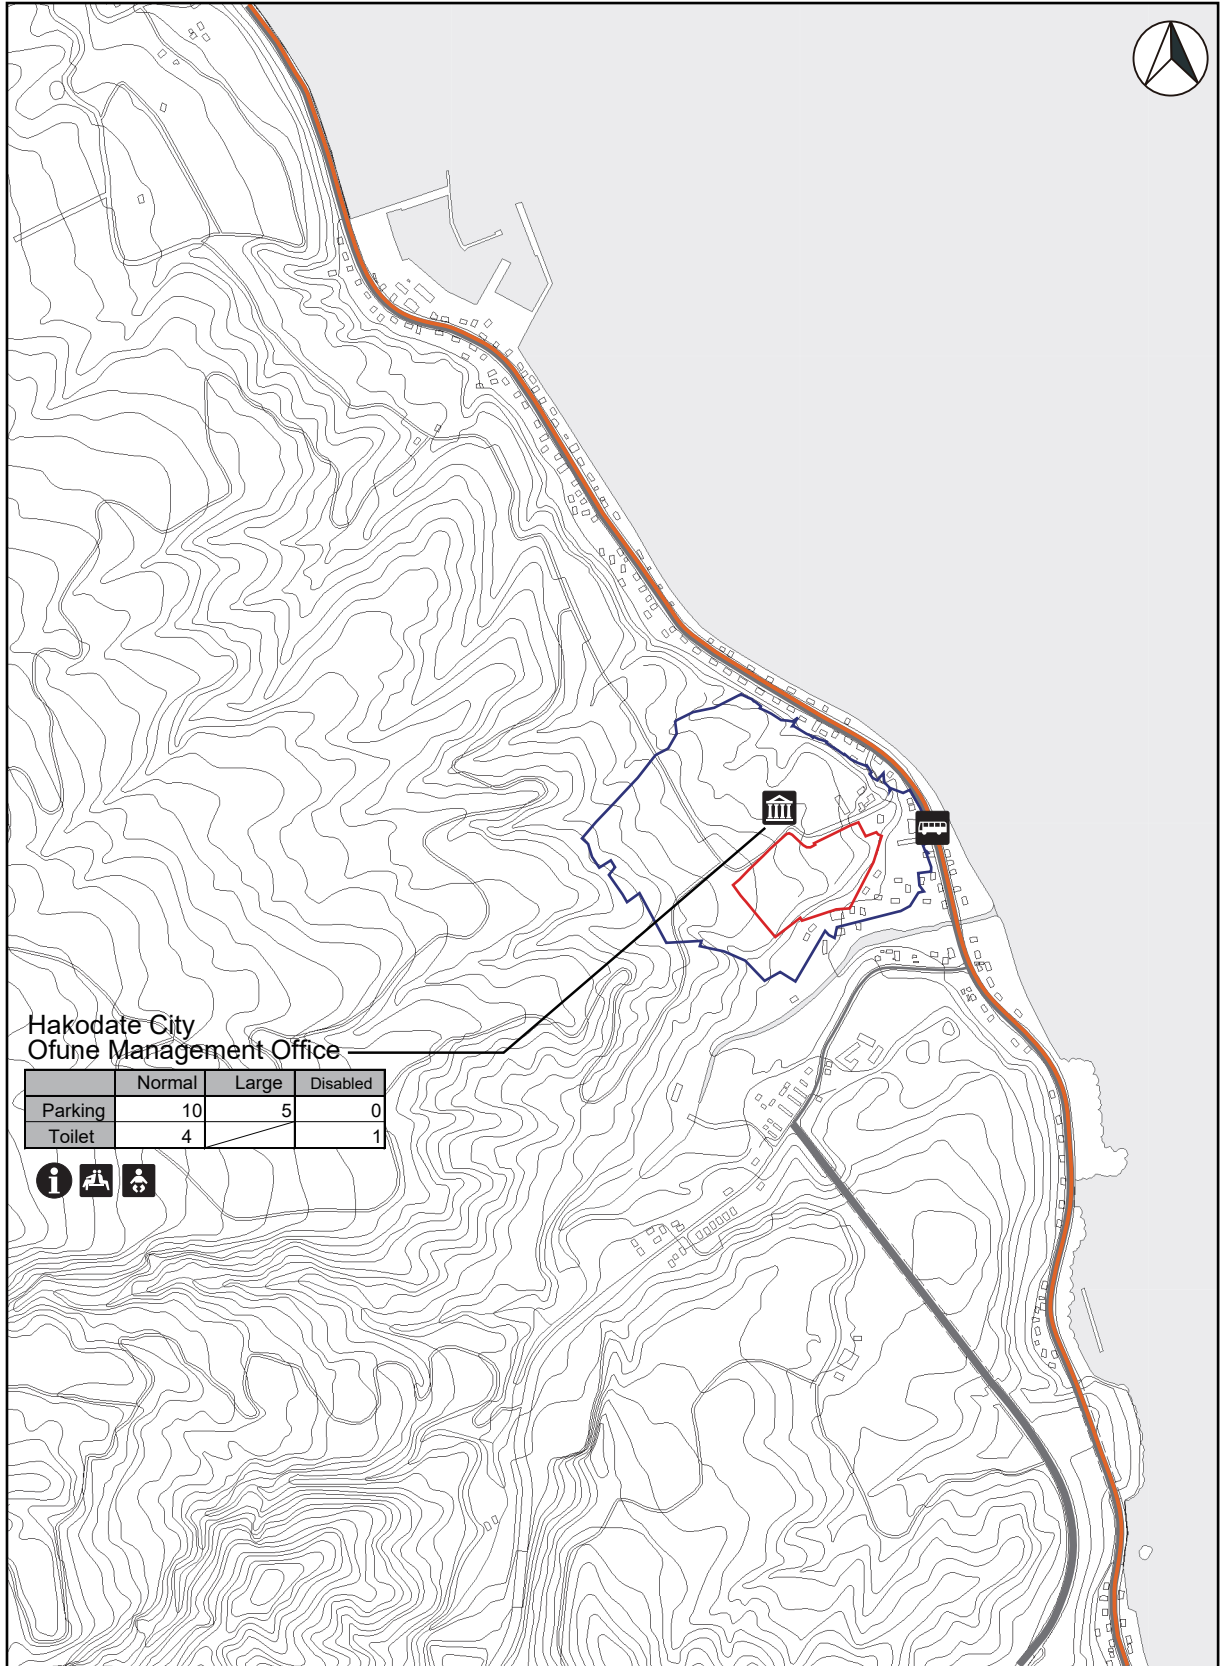 Hakodate City
Ofune Management Office
Normal Large Disabled
Parking 10 5 0
Toilet 4 1
i